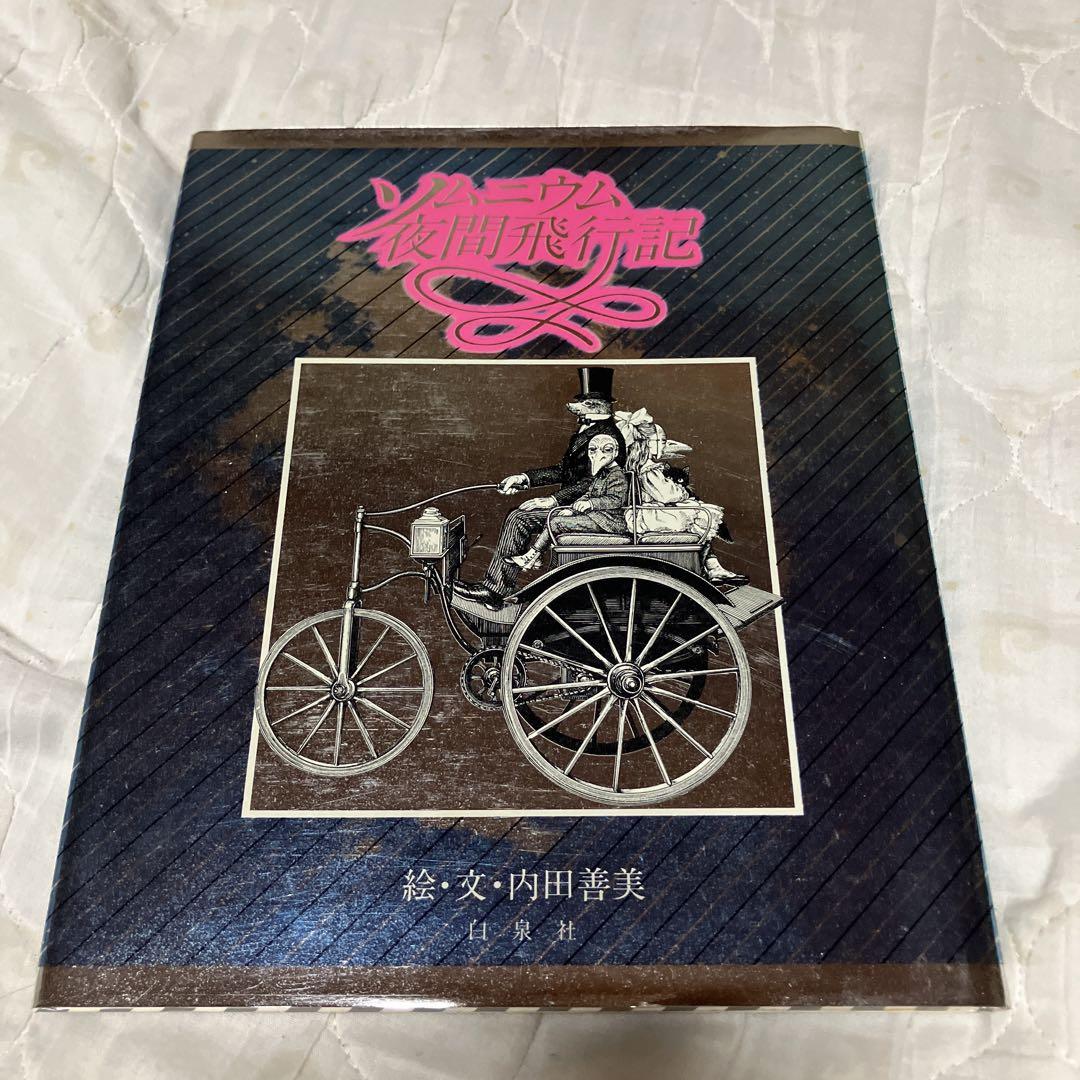 ソムニウム
夜間飛行記
絵・文・内田善美
白泉社